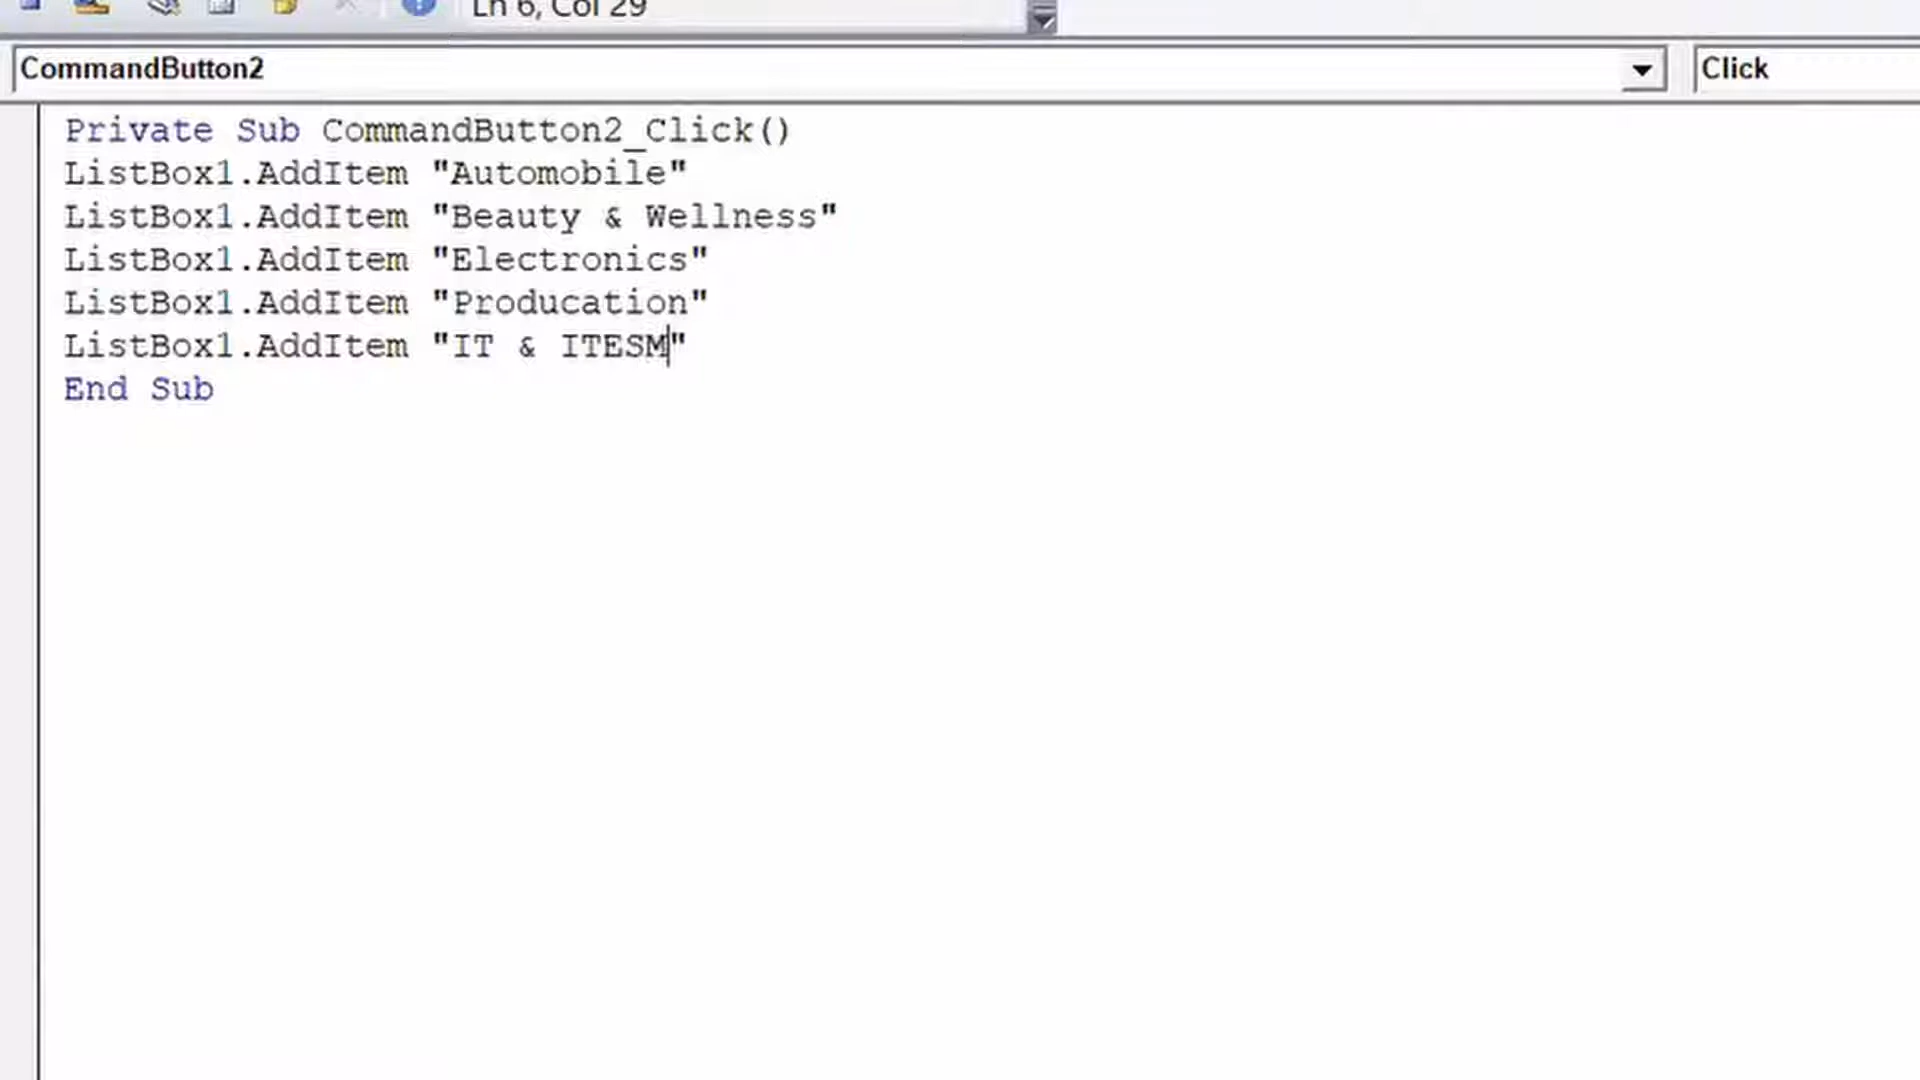 Ln 6, Col 29
CommandButton2
Click
Private Sub CommandButton2_Click()
ListBox1.AddItem "Automobile"
ListBox1.AddItem "Beauty & Wellness"
ListBox1.AddItem "Electronics"
ListBox1.AddItem "Producation"
ListBox1.AddItem "IT & ITESM"
End Sub